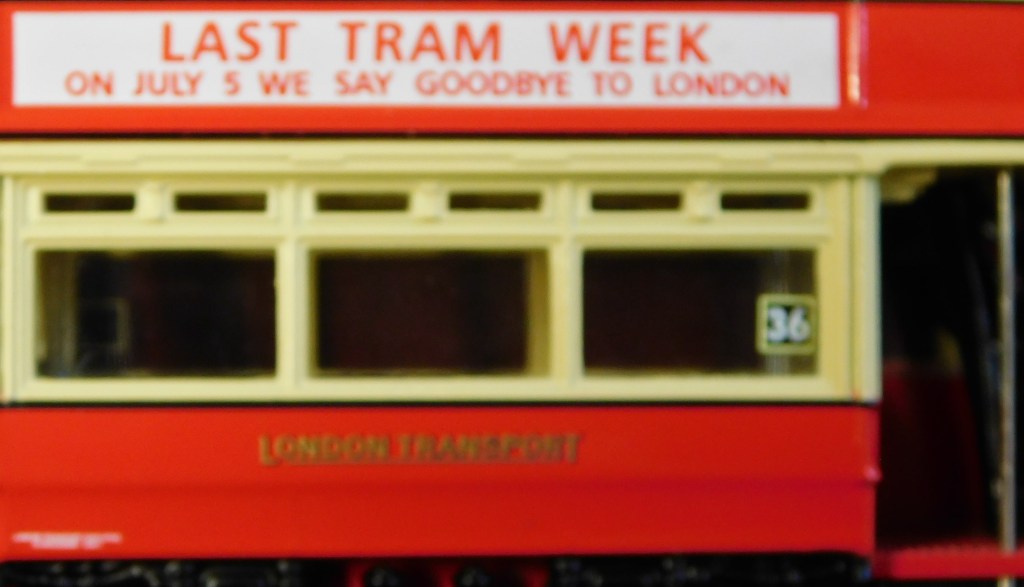 LAST TRAM WEEK
ON JULY 5 WE SAY GOODBYE TO LONDON
36
LONDON TRANSPORT